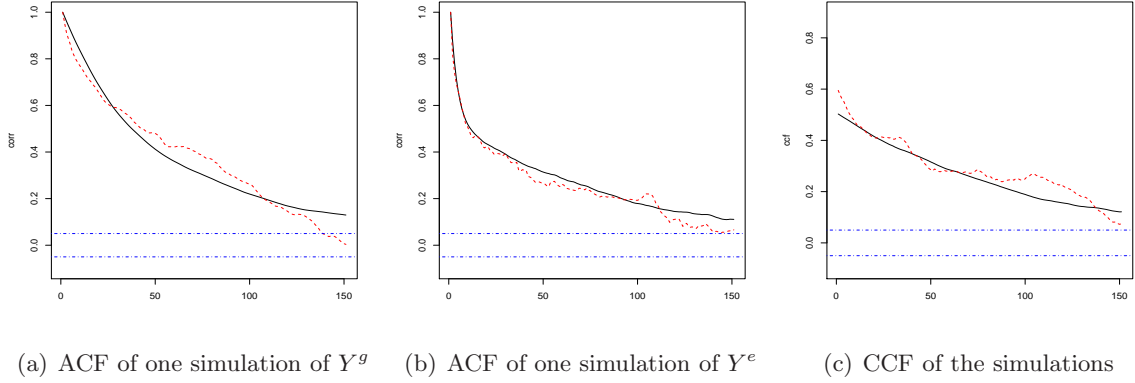 corr
0.0 0.2 0.4 0.6 0.8 1.0
0 50 100 150
corr
0.0 0.2 0.4 0.6 0.8 1.0
0 50 100 150
ccf
0.0 0.2 0.4 0.6 0.8
0 50 100 150
(a) ACF of one simulation of Y^g
(b) ACF of one simulation of Y^e
(c) CCF of the simulations